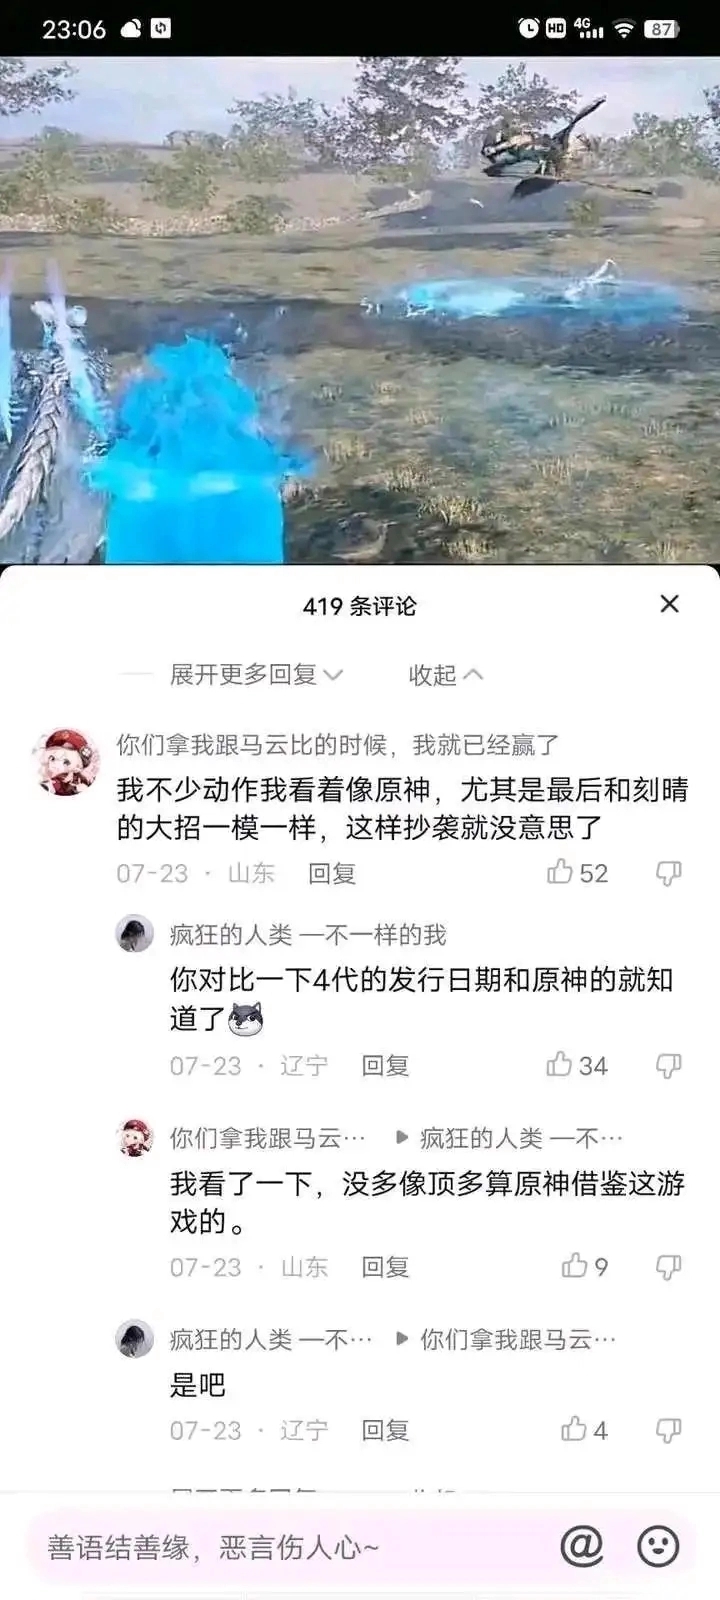 23:06
HD 4G 87
419 条评论
展开更多回复 收起
你们拿我跟马云比的时候，我就已经赢了
我不少动作我看着像原神，尤其是最后和刻晴
的大招一模一样，这样抄袭就没意思了
07-23 · 山东 回复 52
疯狂的人类 —不一样的我
你对比一下4代的发行日期和原神的就知
道了
07-23 · 辽宁 回复 34
你们拿我跟马云… ▶ 疯狂的人类 —不…
我看了一下，没多像顶多算原神借鉴这游
戏的。
07-23 · 山东 回复 9
疯狂的人类 —不… ▶ 你们拿我跟马云…
是吧
07-23 · 辽宁 回复 4
善语结善缘，恶言伤人心~